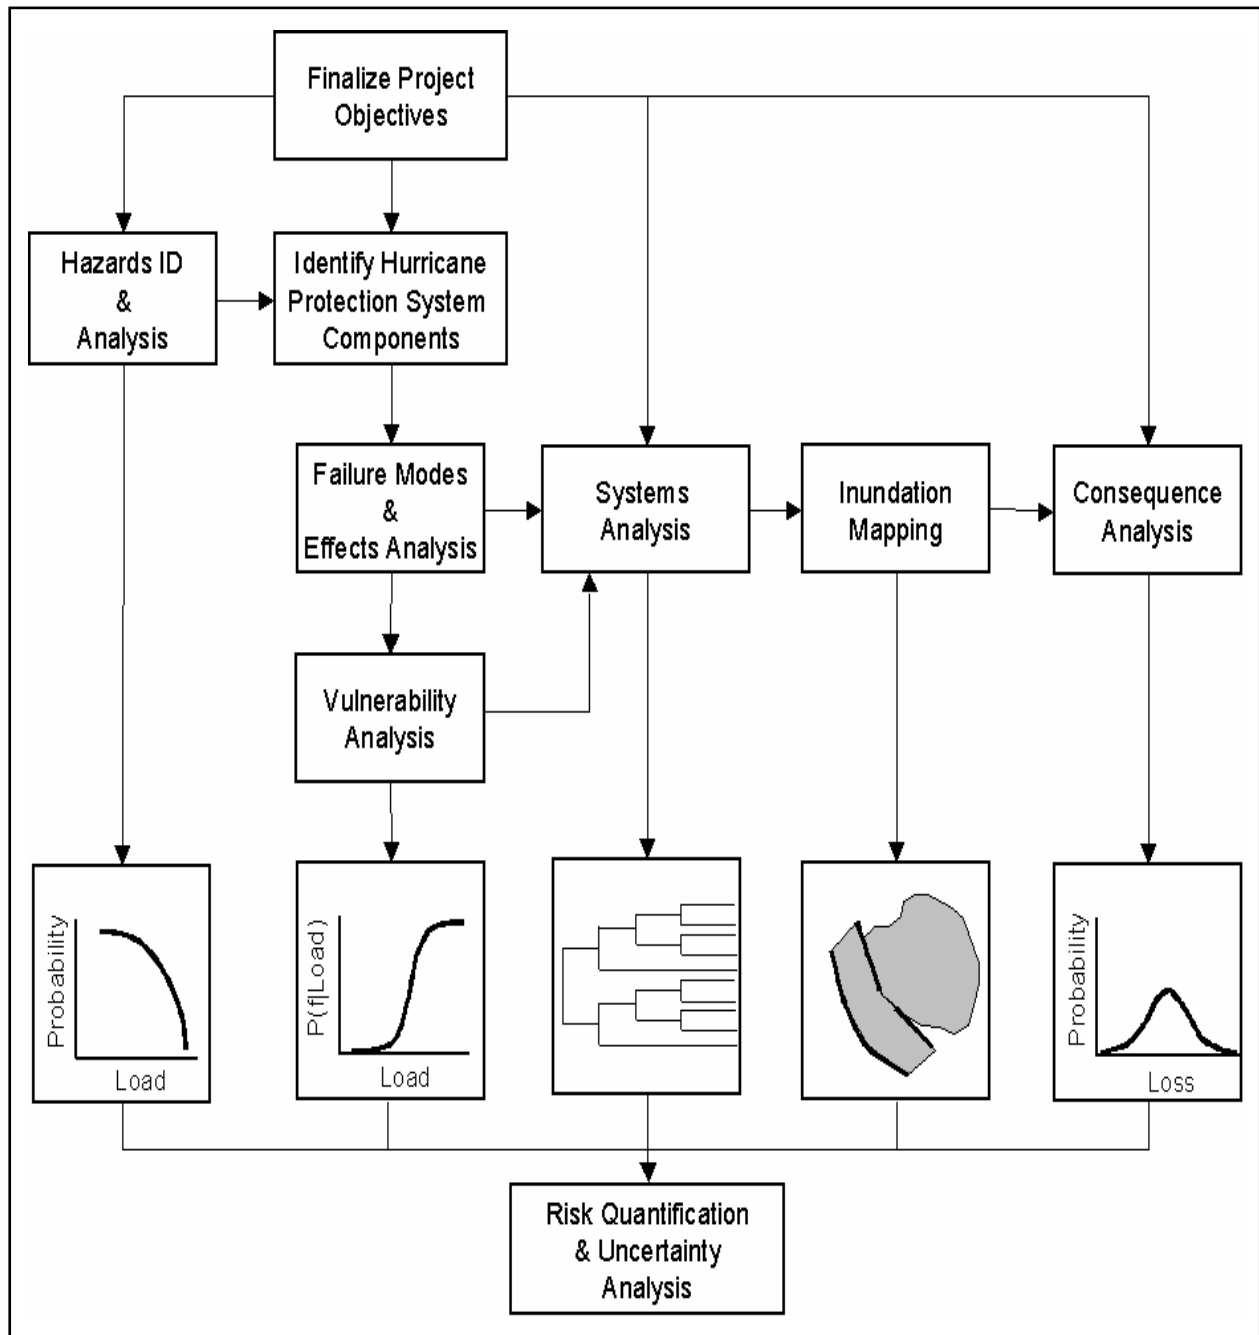 Finalize Project
Objectives
Hazards ID
&
Analysis
Identify Hurricane
Protection System
Components
Failure Modes
&
Effects Analysis
Systems
Analysis
Inundation
Mapping
Consequence
Analysis
Vulnerability
Analysis
Probability
Load
P(f|Load)
Load
Probability
Loss
Risk Quantification
& Uncertainty
Analysis